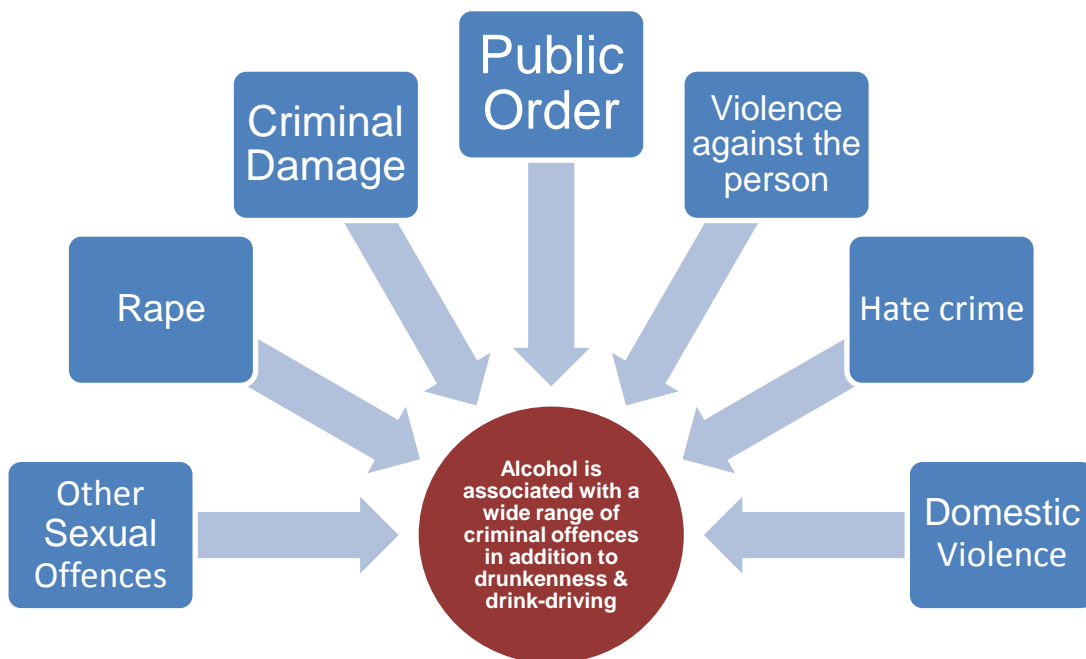 Public
Order
Criminal
Damage
Violence
against the
person
Rape
Hate crime
Other
Sexual
Offences
Alcohol is
associated with a
wide range of
criminal offences
in addition to
drunkenness &
drink-driving
Domestic
Violence